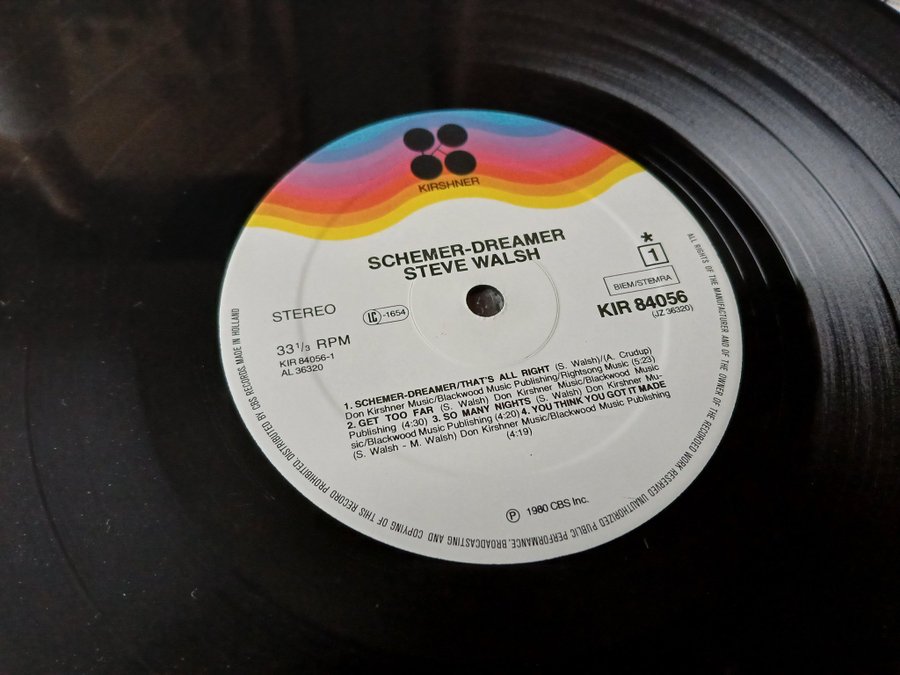 KIRSHNER
SCHEMER-DREAMER
STEVE WALSH
*
1
BIEM/STEMRA
KIR 84056
(JZ 36320)
STEREO
LC -1654
33 1/3 RPM
KIR 84056-1
AL 36320
1. SCHEMER-DREAMER/THAT'S ALL RIGHT (S. Walsh)/(A. Crudup)
Don Kirshner Music/Blackwood Music Publishing/Rightsong Music (5:23)
2. GET TOO FAR (S. Walsh) Don Kirshner Music/Blackwood Music
Publishing (4:30) 3. SO MANY NIGHTS (S. Walsh) Don Kirshner Mu-
sic/Blackwood Music Publishing (4:20) 4. YOU THINK YOU GOT IT MADE
(S. Walsh - M. Walsh) Don Kirshner Music/Blackwood Music Publishing
(4:19)
℗ 1980 CBS Inc.
ALL RIGHTS OF THE MANUFACTURER AND OF THE OWNER OF THE RECORDED WORK RESERVED UNAUTHORIZED PUBLIC PERFORMANCE, BROADCASTING AND COPYING OF THIS RECORD PROHIBITED. DISTRIBUTED BY CBS RECORDS. MADE IN HOLLAND